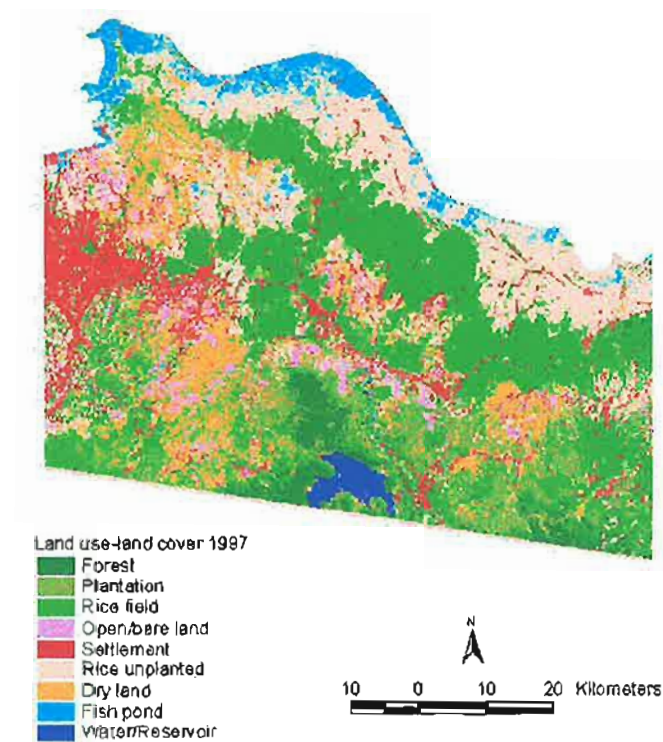 Land use-land cover 1997
Forest
Plantation
Rice field
Open/bare land
Settlement
Rice unplanted
Dry land
Fish pond
Water/Reservoir
N
10 0 10 20 Kilometers